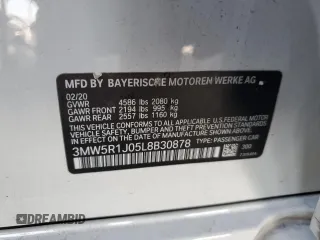 MFD BY BAYERISCHE MOTOREN WERKE AG
02/20
GVWR 4586 lbs 2080 kg
GAWR FRONT 2194 lbs 995 kg
GAWR REAR 2557 lbs 1160 kg
THIS VEHICLE CONFORMS TO ALL APPLICABLE
U.S. FEDERAL MOTOR VEHICLE SAFETY, BUMPER AND
THEFT PREVENTION STANDARDS IN EFFECT ON THE
DATE OF MANUFACTURE SHOWN ABOVE.
3MW5R1J05L8B30878 TYPE: PASSENGER CAR
300